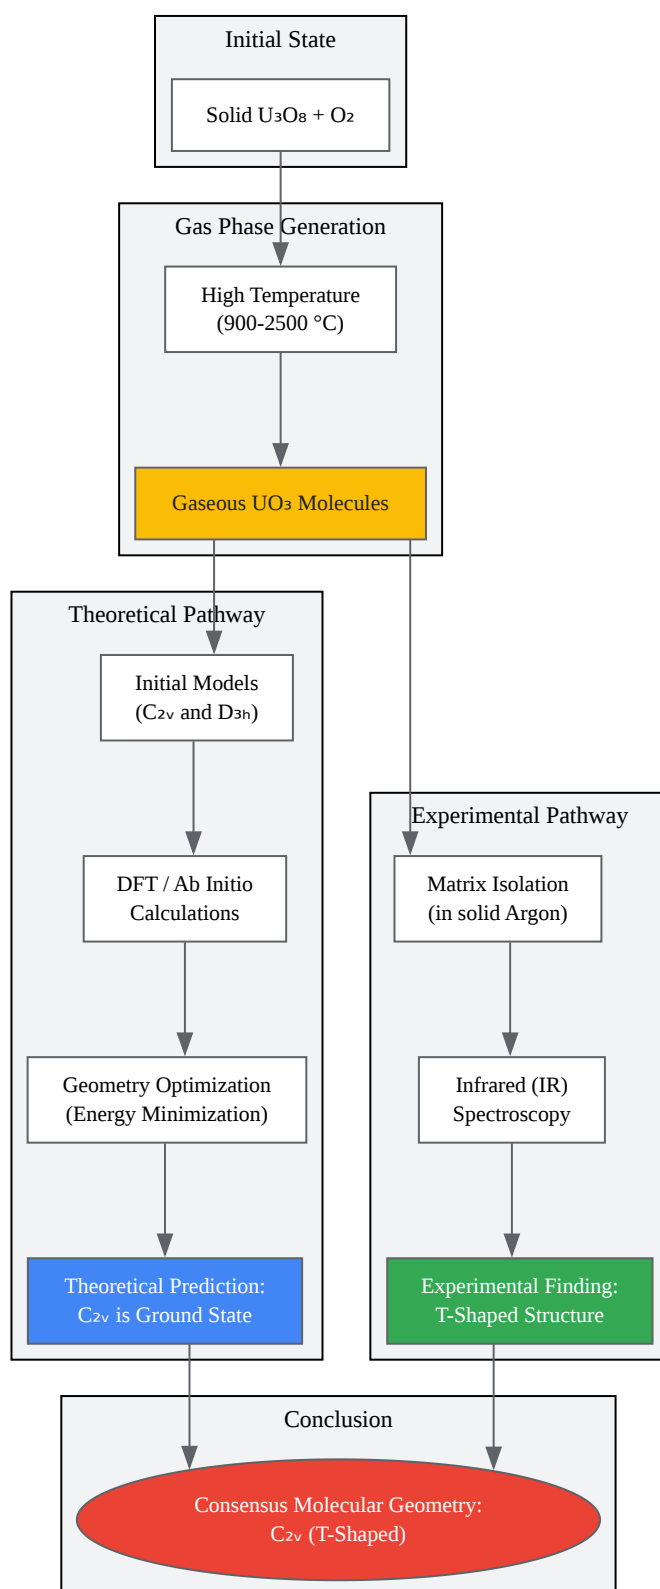 Initial State
Solid U₃O₈ + O₂
Gas Phase Generation
High Temperature
(900-2500 °C)
Gaseous UO₃ Molecules
Theoretical Pathway
Initial Models
(C₂ᵥ and D₃ₕ)
DFT / Ab Initio
Calculations
Geometry Optimization
(Energy Minimization)
Theoretical Prediction:
C₂ᵥ is Ground State
Experimental Pathway
Matrix Isolation
(in solid Argon)
Infrared (IR)
Spectroscopy
Experimental Finding:
T-Shaped Structure
Conclusion
Consensus Molecular Geometry:
C₂ᵥ (T-Shaped)